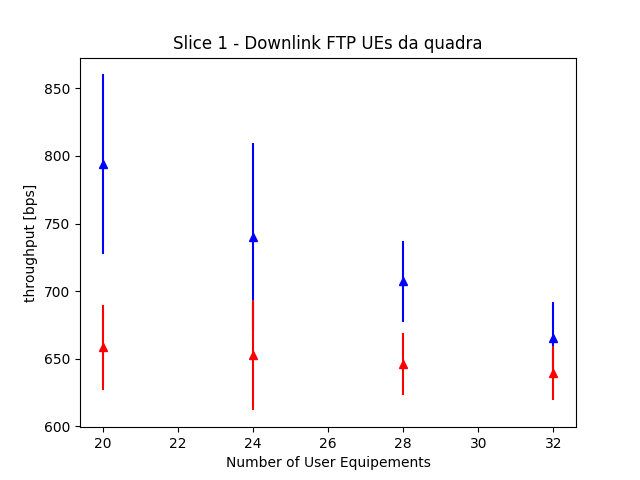 Slice 1 - Downlink FTP UEs da quadra
850
800
750
700
650
600
throughput [bps]
20 22 24 26 28 30 32
Number of User Equipements